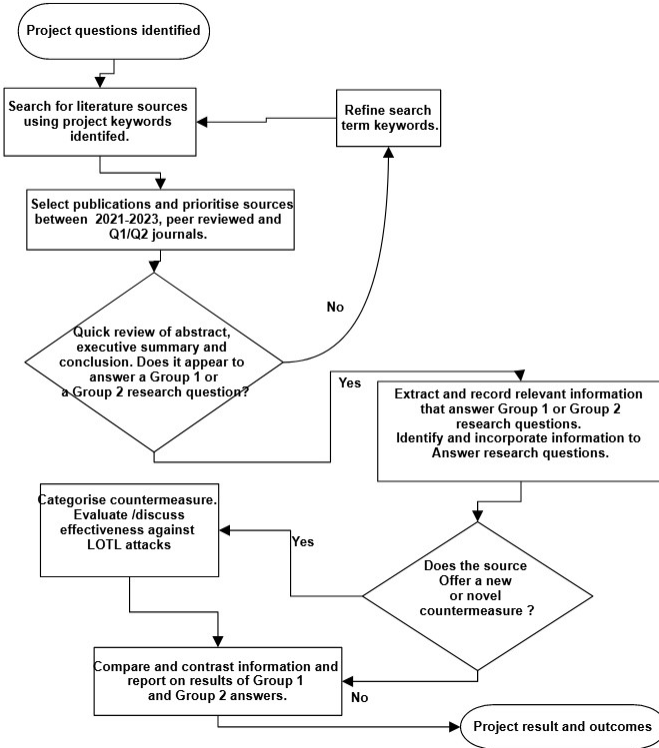 Project questions identified
Search for literature sources
using project keywords
identifed.
Refine search
term keywords.
Select publications and prioritise sources
between 2021-2023, peer reviewed and
Q1/Q2 journals.
No
Quick review of abstract,
executive summary and
conclusion. Does it appear to
answer a Group 1 or
a Group 2 research question?
Yes
Extract and record relevant information
that answer Group 1 or Group 2
research questions.
Identify and incorporate information to
Answer research questions.
Categorise countermeasure.
Evaluate /discuss
effectiveness against
LOTL attacks
Yes
Does the source
Offer a new
or novel
countermeasure ?
Compare and contrast information and
report on results of Group 1
and Group 2 answers.
No
Project result and outcomes